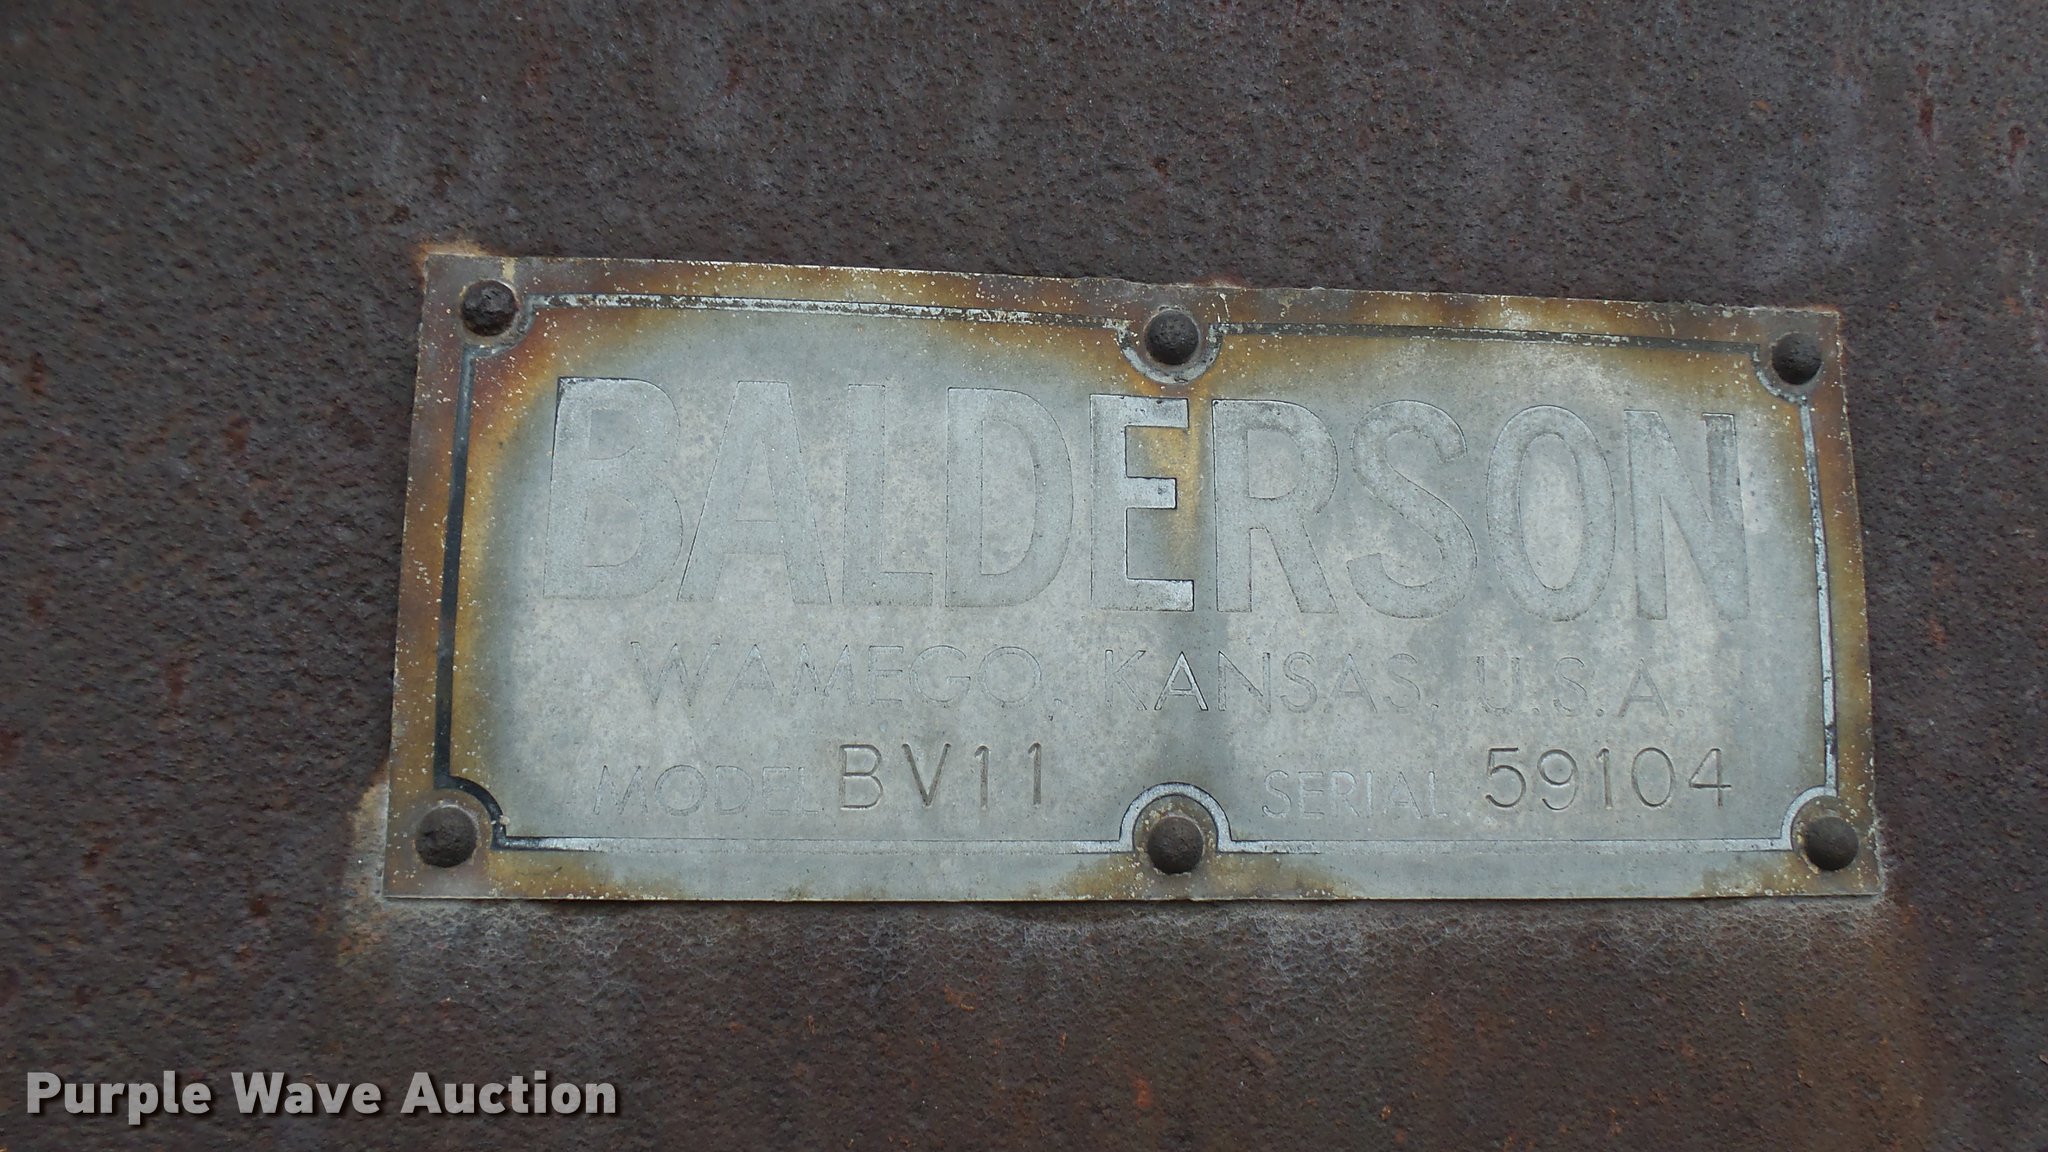 BALDERSON
WAMEGO, KANSAS, U.S.A.
MODEL BV11 SERIAL 59104
Purple Wave Auction